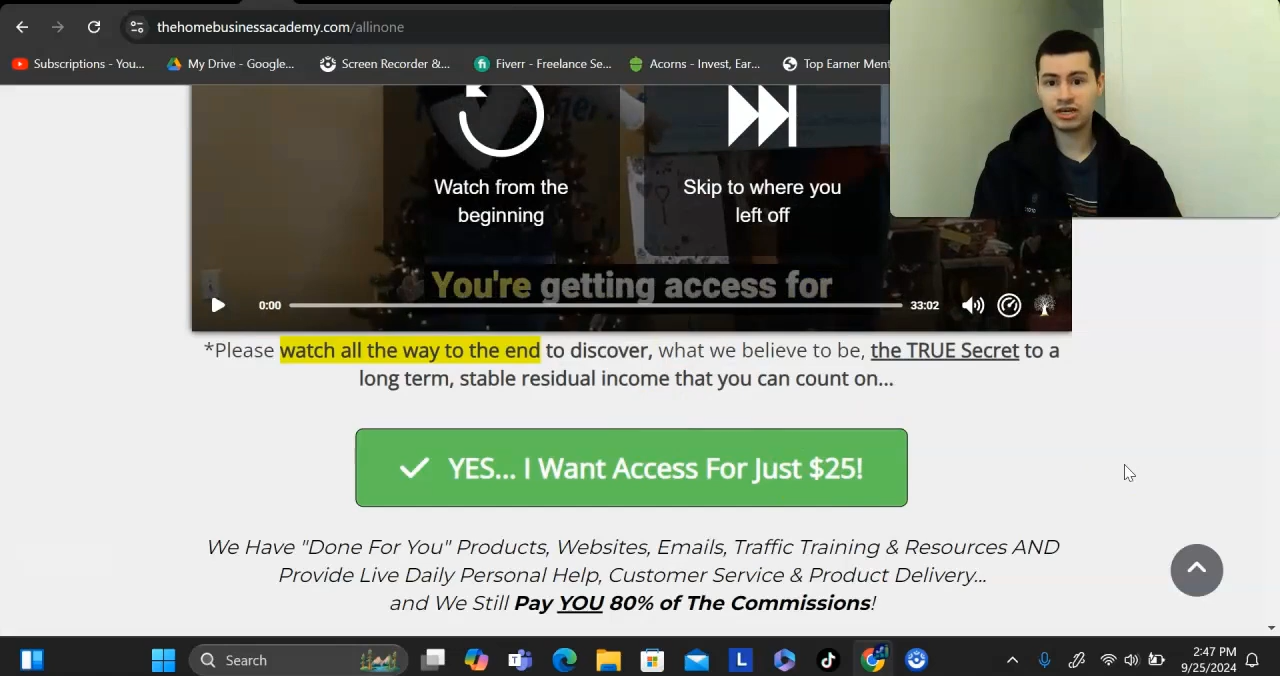 thehomebusinessacademy.com/allinone
Subscriptions - You... My Drive - Google... Screen Recorder &... Fiverr - Freelance Se... Acorns - Invest, Ear... Top Earner Ment
Watch from the
beginning
Skip to where you
left off
You're getting access for
0:00 33:02
*Please watch all the way to the end to discover, what we believe to be, the TRUE Secret to a
long term, stable residual income that you can count on...
YES... I Want Access For Just $25!
We Have "Done For You" Products, Websites, Emails, Traffic Training & Resources AND
Provide Live Daily Personal Help, Customer Service & Product Delivery...
and We Still Pay YOU 80% of The Commissions!
Search
L
2:47 PM
9/25/2024